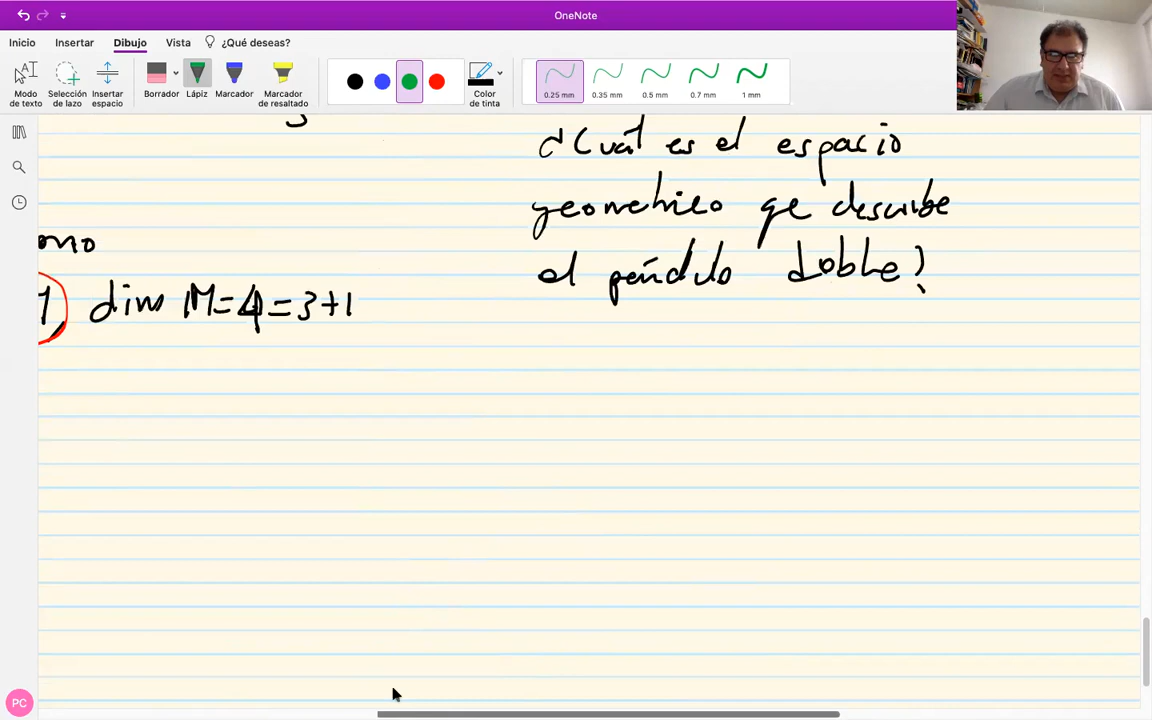 OneNote
Inicio Insertar Dibujo Vista ¿Qué deseas?
Modo de texto
Selección de lazo
Insertar espacio
Borrador
Lápiz
Marcador
Marcador de resaltado
Color de tinta
0.25 mm 0.35 mm 0.5 mm 0.7 mm 1 mm
¿Cuál es el espacio
geometrico qe describe
el péndulo doble?
omo
1) dim M=4=3+1
PC